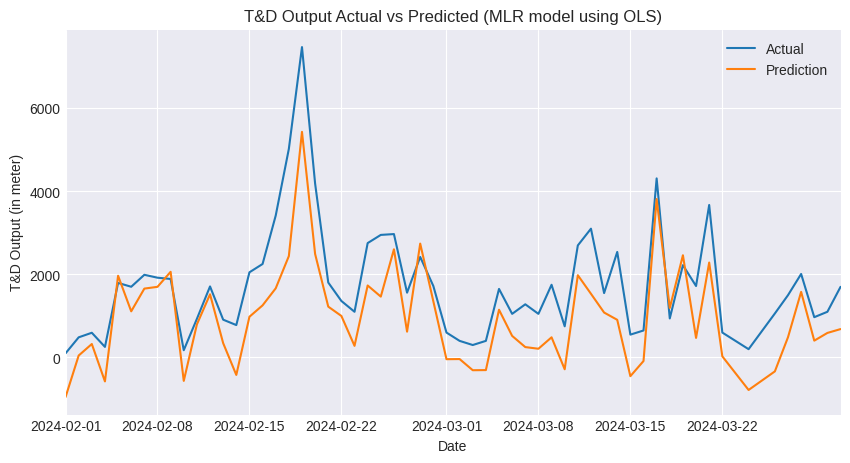 T&D Output Actual vs Predicted (MLR model using OLS)
Actual
Prediction
T&D Output (in meter)
6000
4000
2000
0
2024-02-01
2024-02-08
2024-02-15
2024-02-22
2024-03-01
2024-03-08
2024-03-15
2024-03-22
Date